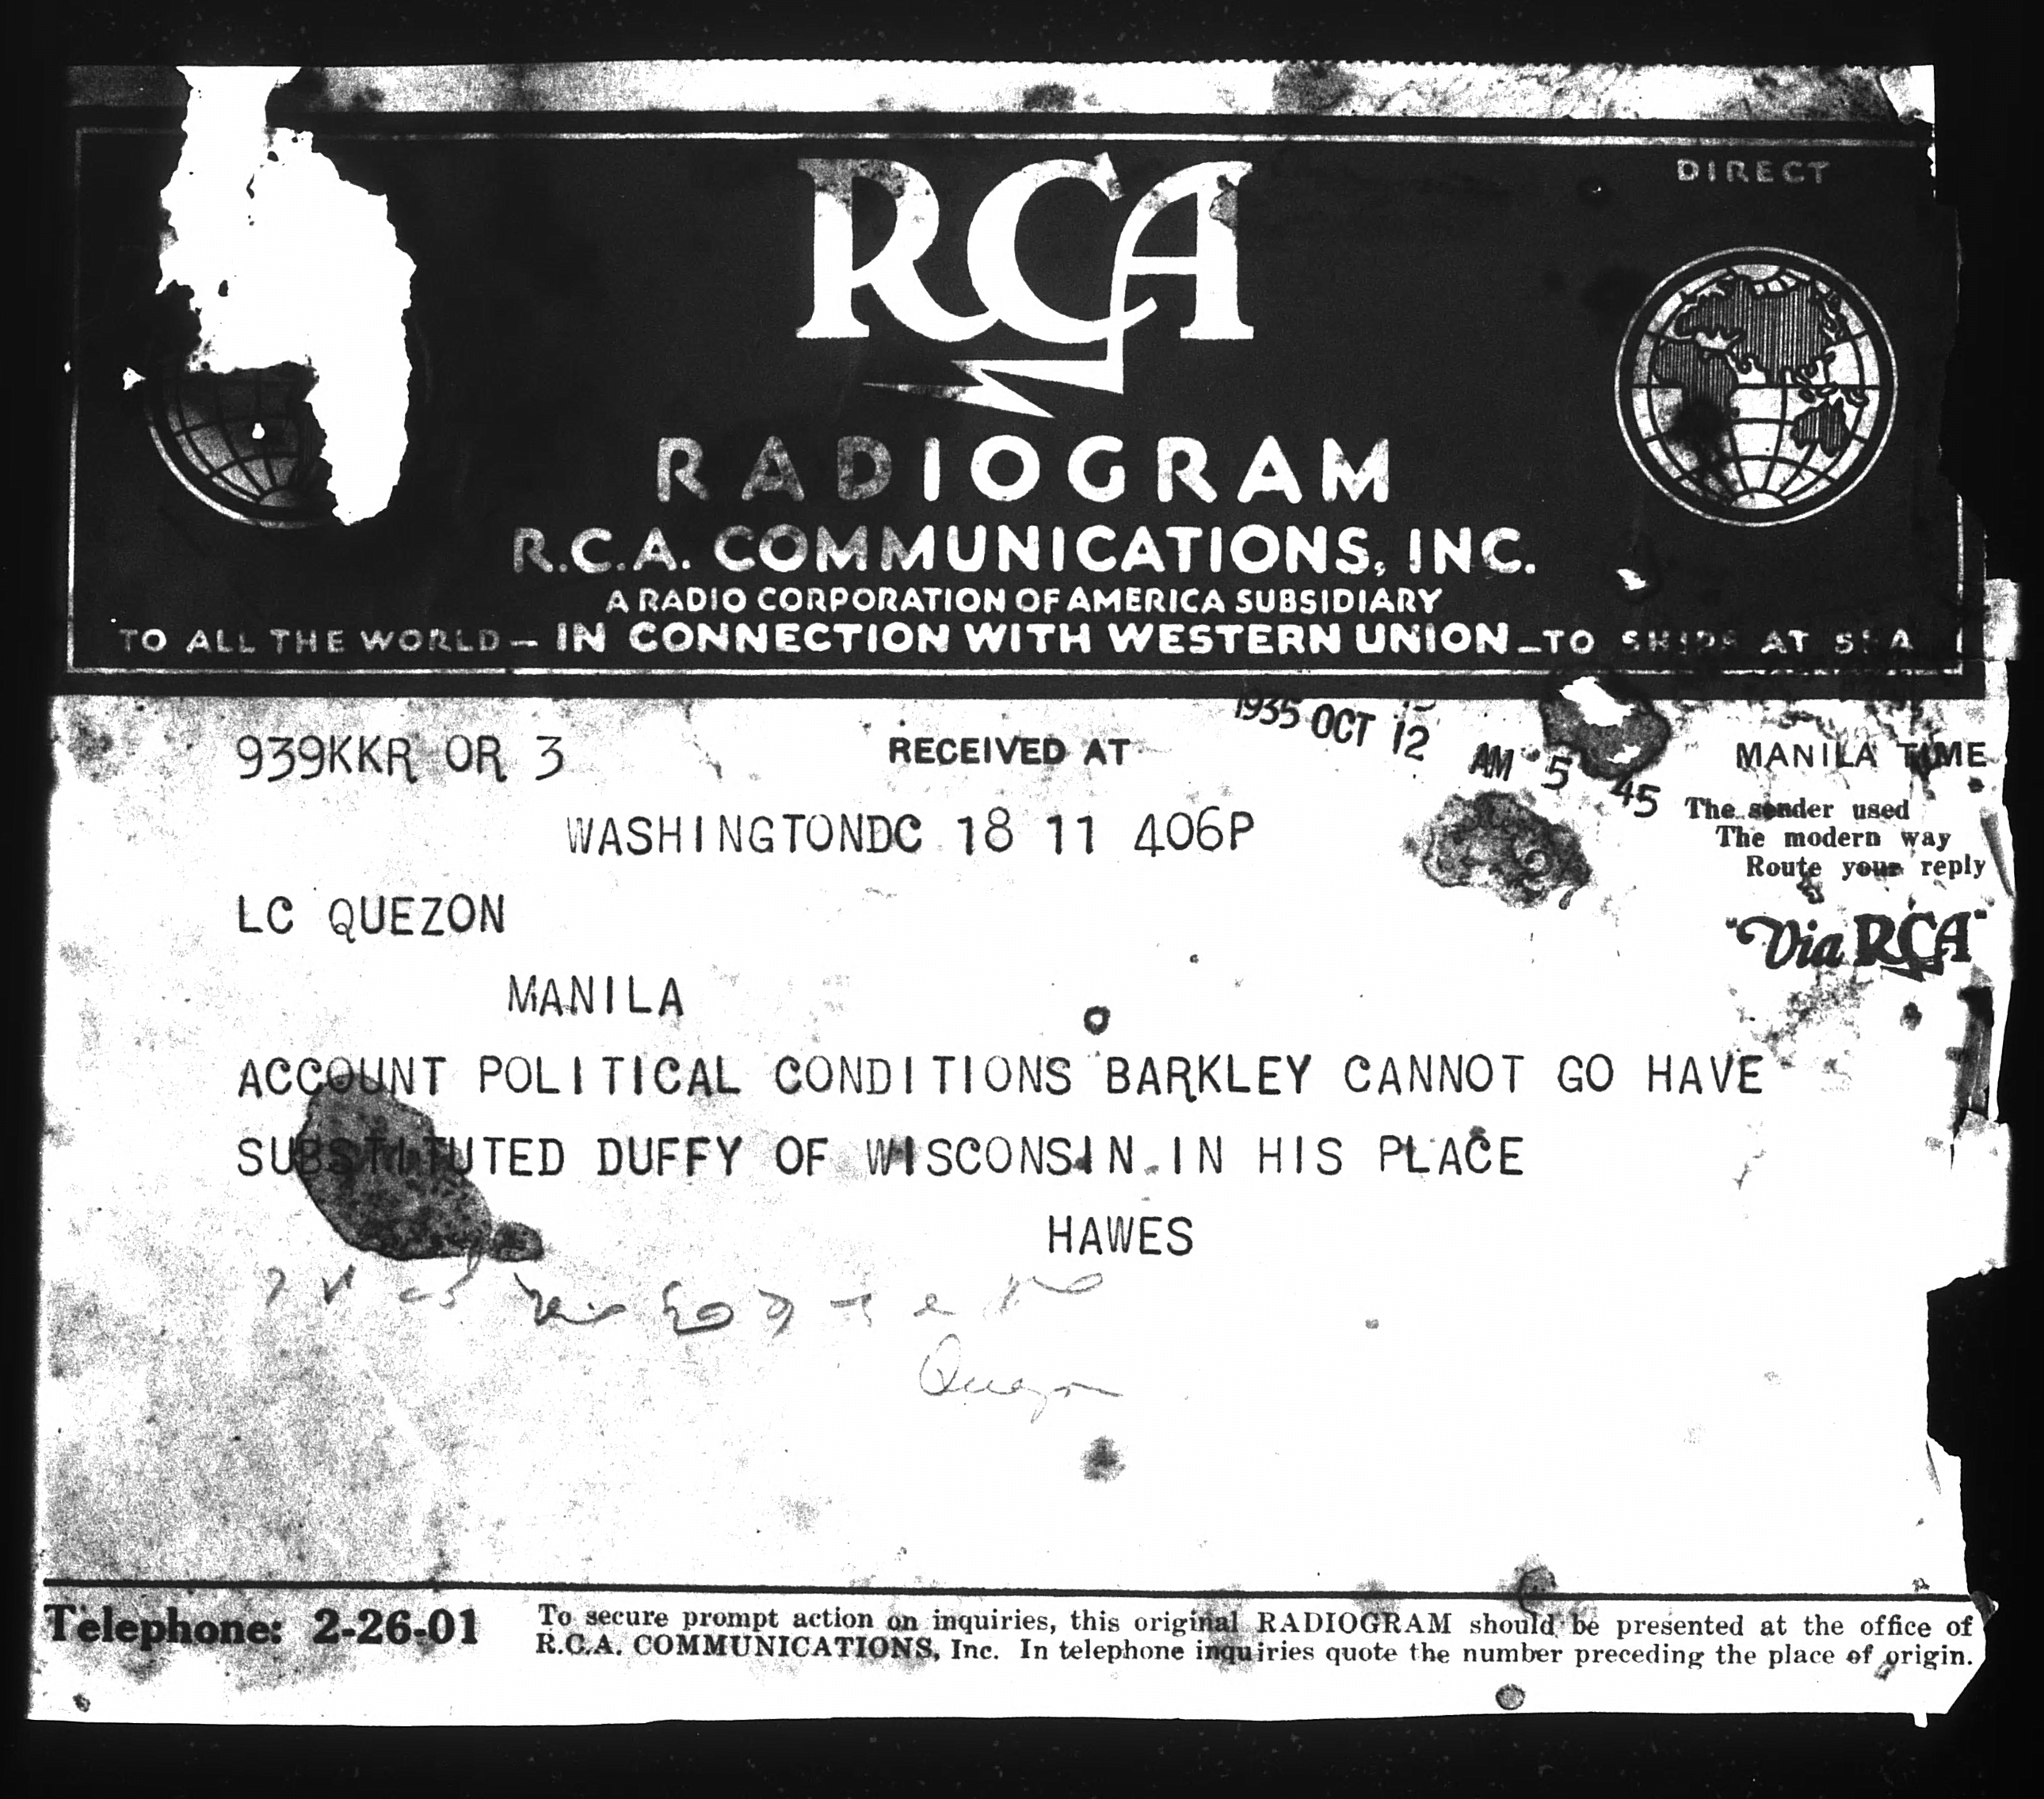 DIRECT
RCA
RADIOGRAM
R.C.A. COMMUNICATIONS, INC.
A RADIO CORPORATION OF AMERICA SUBSIDIARY
TO ALL THE WORLD — IN CONNECTION WITH WESTERN UNION — TO SHIPS AT SEA
939KKR OR 3 RECEIVED AT 1935 OCT 12 AM 5 45 MANILA TIME
The sender used
The modern way
Route your reply
"Via RCA"
WASHINGTONDC 18 11 406P
LC QUEZON
MANILA
ACCOUNT POLITICAL CONDITIONS BARKLEY CANNOT GO HAVE
SUBSTITUTED DUFFY OF WISCONSIN IN HIS PLACE
HAWES
Quezon
Telephone: 2-26-01
To secure prompt action on inquiries, this original RADIOGRAM should be presented at the office of
R.C.A. COMMUNICATIONS, Inc. In telephone inquiries quote the number preceding the place of origin.